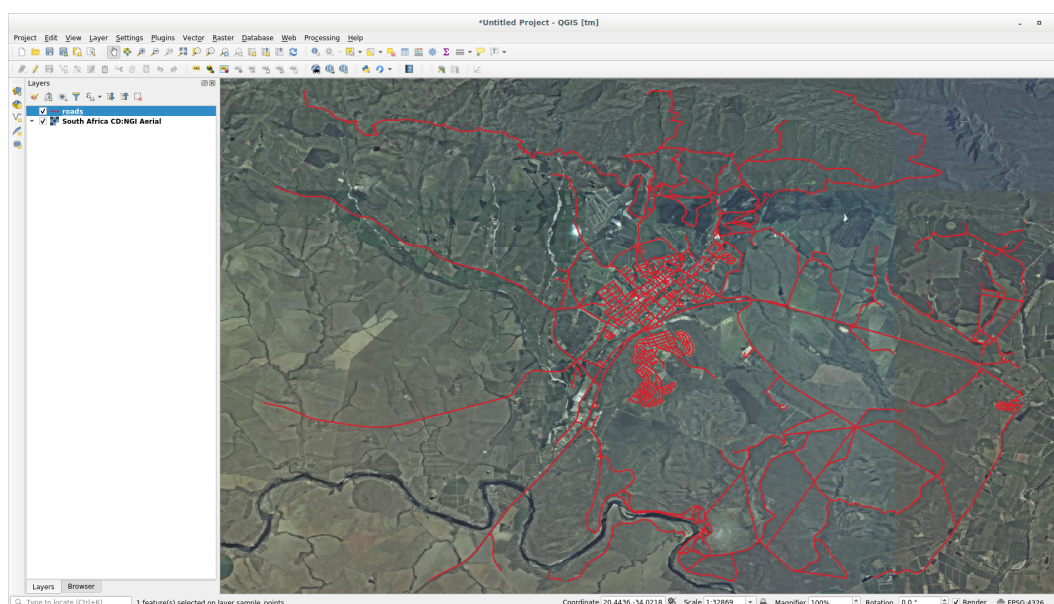 *Untitled Project - QGIS [tm]
Project Edit View Layer Settings Plugins Vector Raster Database Web Processing Help
Layers
roads
South Africa CD:NGI Aerial
Layers Browser
Type to locate (Ctrl+K) 1 feature(s) selected on layer sample_points. Coordinate 20.4436,-34.0218 Scale 1:32869 Magnifier 100% Rotation 0.0 ° Render EPSG:4326